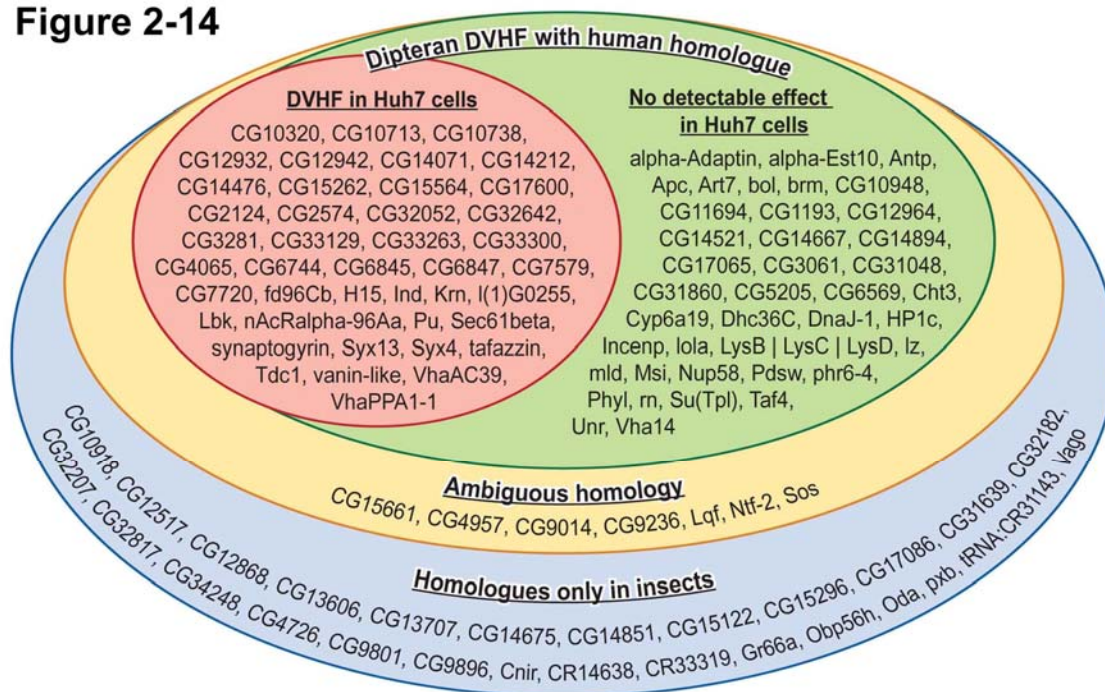 Figure 2-14
Dipteran DVHF with human homologue
DVHF in Huh7 cells
CG10320, CG10713, CG10738,
CG12932, CG12942, CG14071, CG14212,
CG14476, CG15262, CG15564, CG17600,
CG2124, CG2574, CG32052, CG32642,
CG3281, CG33129, CG33263, CG33300,
CG4065, CG6744, CG6845, CG6847, CG7579,
CG7720, fd96Cb, H15, Ind, Krn, l(1)G0255,
Lbk, nAcRalpha-96Aa, Pu, Sec61beta,
synaptogyrin, Syx13, Syx4, tafazzin,
Tdc1, vanin-like, VhaAC39,
VhaPPA1-1
No detectable effect
in Huh7 cells
alpha-Adaptin, alpha-Est10, Antp,
Apc, Art7, bol, brm, CG10948,
CG11694, CG1193, CG12964,
CG14521, CG14667, CG14894,
CG17065, CG3061, CG31048,
CG31860, CG5205, CG6569, Cht3,
Cyp6a19, Dhc36C, DnaJ-1, HP1c,
Incenp, lola, LysB | LysC | LysD, lz,
mld, Msi, Nup58, Pdsw, phr6-4,
Phyl, rn, Su(Tpl), Taf4,
Unr, Vha14
Ambiguous homology
CG15661, CG4957, CG9014, CG9236, Lqf, Ntf-2, Sos
Homologues only in insects
CG10918, CG12517, CG12868, CG13606, CG13707, CG14675, CG14851, CG15122, CG15296, CG17086, CG31639, CG32182,
CG32207, CG32817, CG34248, CG4726, CG9801, CG9896, Cnir, CR14638, CR33319, Gr66a, Obp56h, Oda, pxb, tRNA:CR31143, Vago